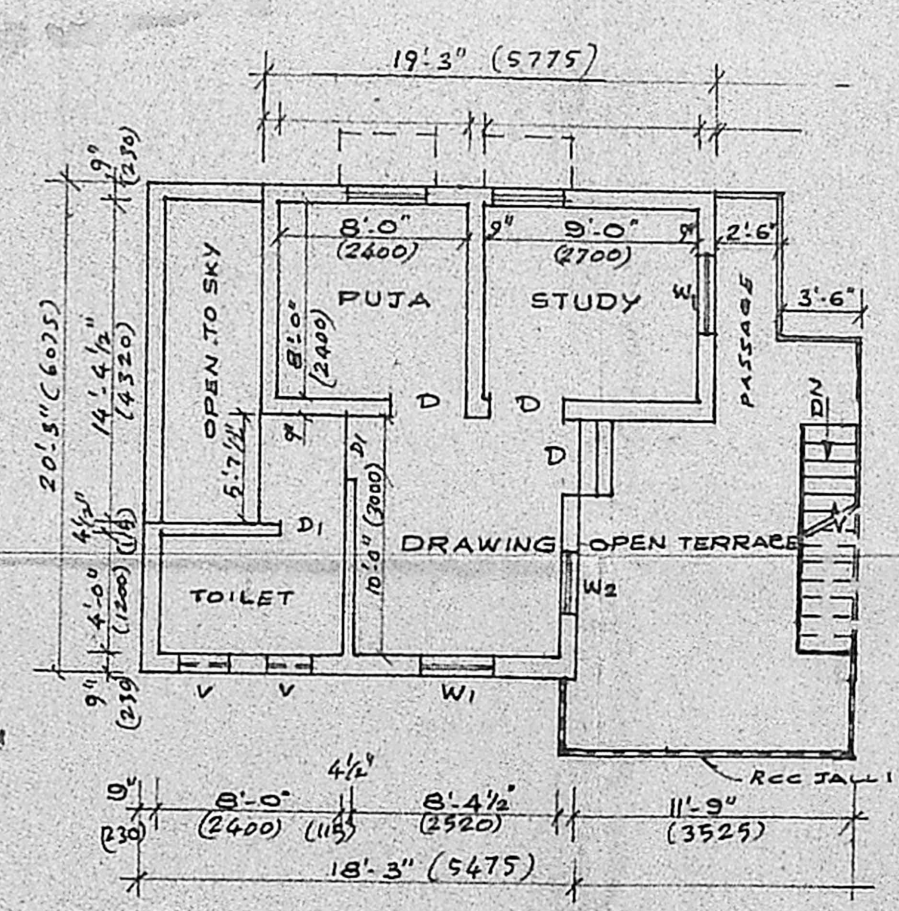 19'-3" (5775)
9"
(230)
8'-0"
(2400)
9"
9'-0"
(2700)
9"
2'-6"
3'-6"
PUJA
STUDY
W1
PASSAGE
OPEN TO SKY
8'-0"
(2400)
20'-3" (6075)
14'-4½"
(4320)
D
D
DN
9"
5'-7½"
D1
D
4½"
(115)
D1
10'-0" (3000)
DRAWING
OPEN TERRACE
4'-0"
(1200)
TOILET
W2
9"
(230)
V
V
W1
RCC JALLI
4½"
9"
(230)
8'-0"
(2400)
(115)
8'-4½"
(2520)
11'-9"
(3525)
18'-3" (5475)